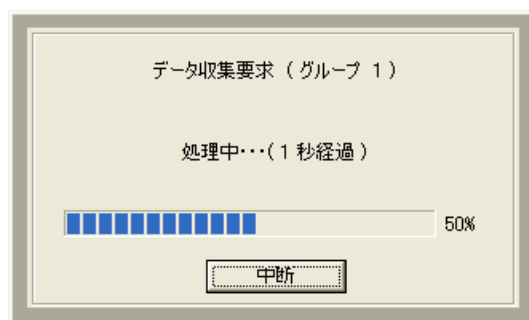 データ収集要求 ( グループ 1 )
処理中･･･( 1 秒経過 )
50%
中断